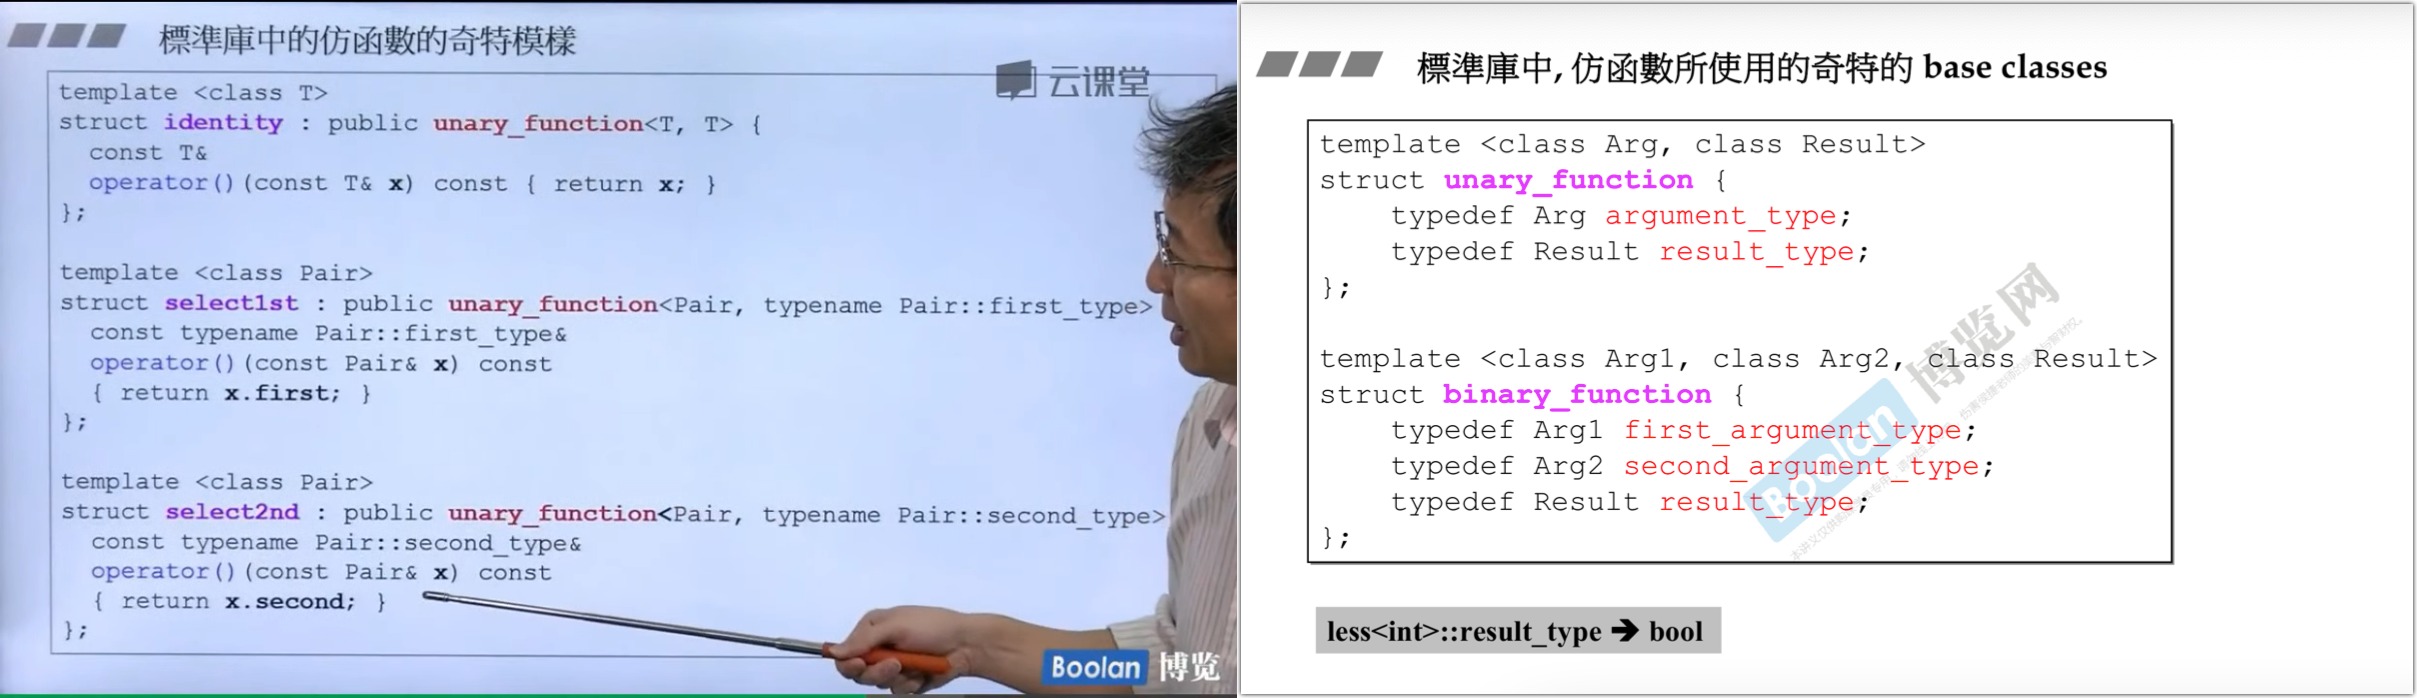 標準庫中的仿函數的奇特模樣
云课堂
template <class T>
struct identity : public unary_function<T, T> {
const T&
operator()(const T& x) const { return x; }
};
template <class Pair>
struct select1st : public unary_function<Pair, typename Pair::first_type>
const typename Pair::first_type&
operator()(const Pair& x) const
{ return x.first; }
};
template <class Pair>
struct select2nd : public unary_function<Pair, typename Pair::second_type>
const typename Pair::second_type&
operator()(const Pair& x) const
{ return x.second; }
};
Boolan 博览
標準庫中, 仿函數所使用的奇特的 base classes
template <class Arg, class Result>
struct unary_function {
typedef Arg argument_type;
typedef Result result_type;
};
template <class Arg1, class Arg2, class Result>
struct binary_function {
typedef Arg1 first_argument_type;
typedef Arg2 second_argument_type;
typedef Result result_type;
};
Boolan 博览网
less<int>::result_type ➔ bool